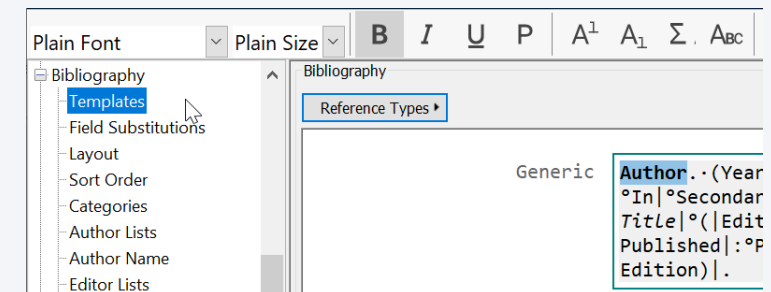 Plain Font Plain Size B I U P A1 A1 Σ ABC
Bibliography
Templates
Field Substitutions
Layout
Sort Order
Categories
Author Lists
Author Name
Editor Lists
Bibliography
Reference Types
Generic
Author.·(Year
°In|°Secondar
Title|°(|Edit
Published|:°P
Edition)|.